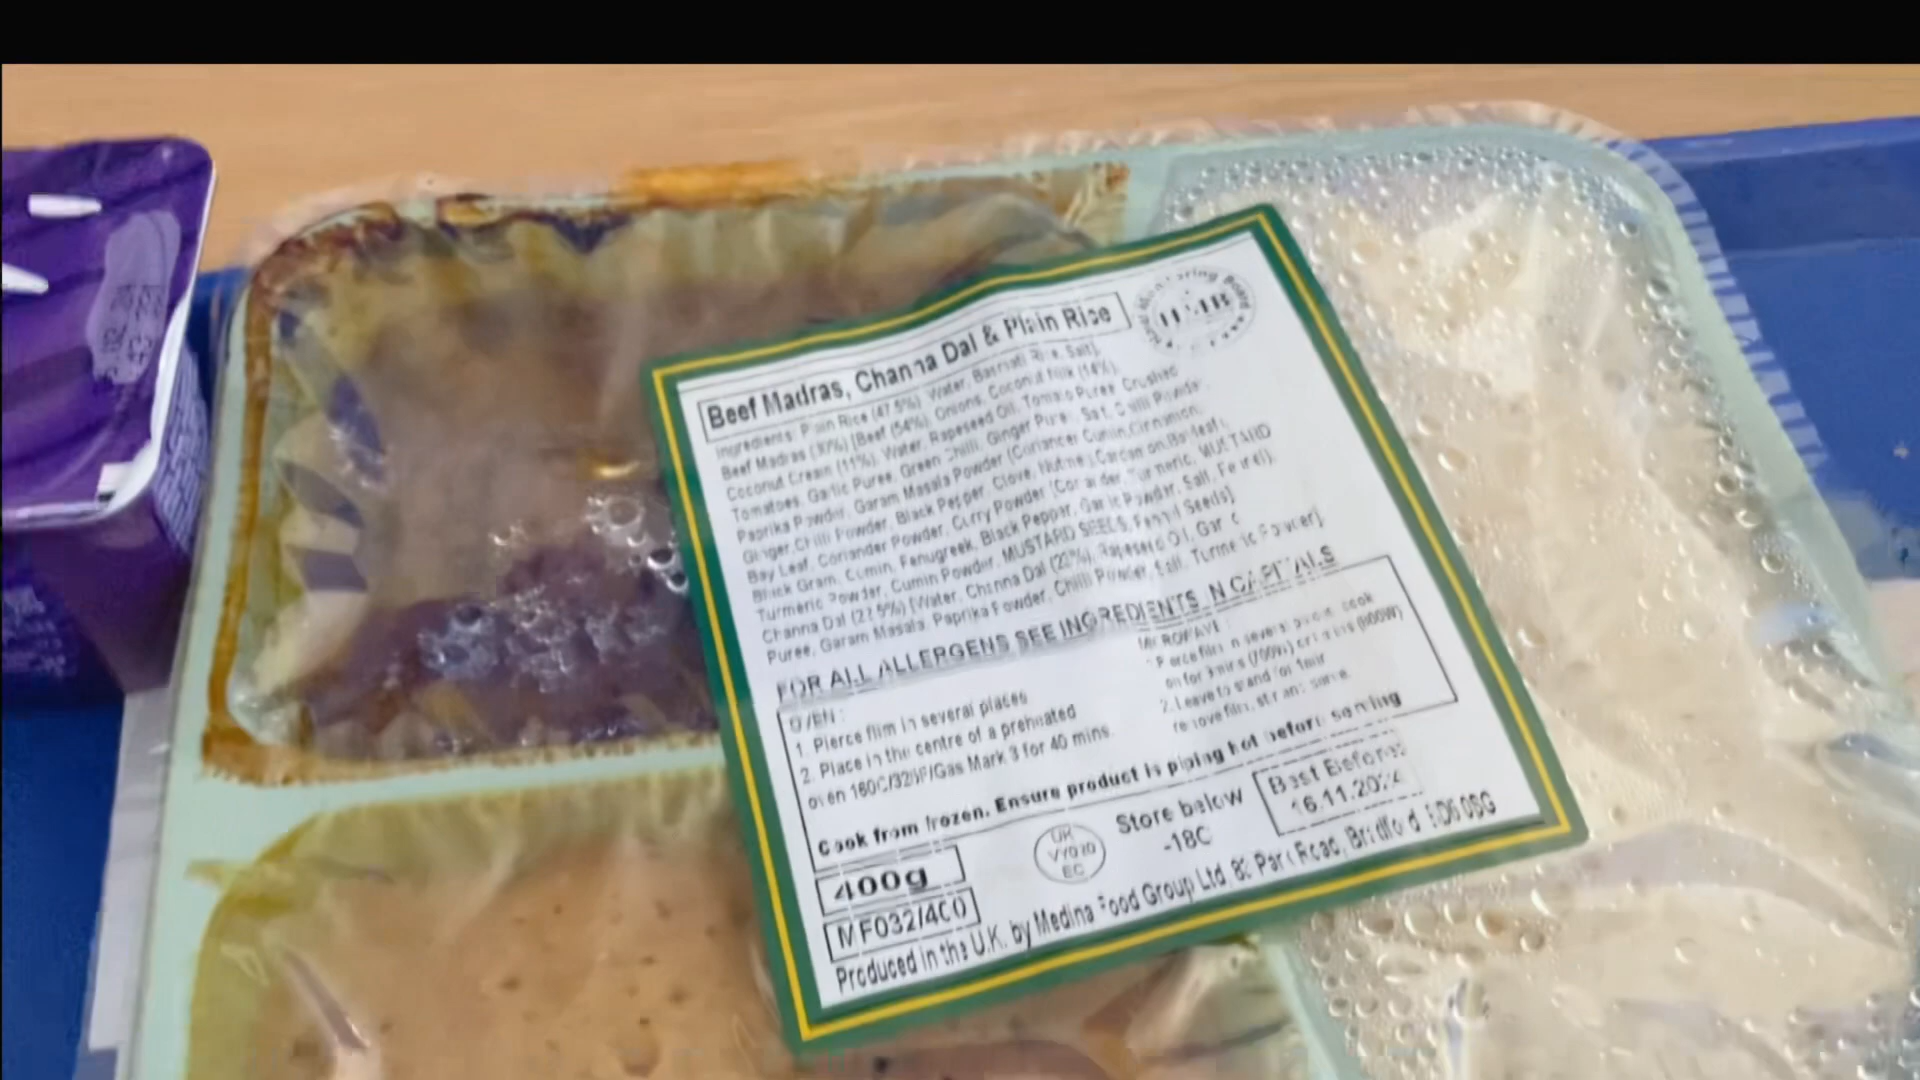 Beef Madras, Channa Dal & Plain Rice
Ingredients: Plain Rice (47.5%) Water, Basmati Rice, Salt],
Beef Madras (30%) [Beef (54%), Onions, Coconut Milk (14%),
Coconut Cream (11%), Water, Rapeseed Oil, Tomato Puree, Crushed
Tomatoes, Garlic Puree, Green Chilli, Ginger Puree, Salt, Chilli Powder,
Paprika Powder, Garam Masala Powder (Coriander, Cumin, Cinnamon,
Ginger, Chilli Powder, Black Pepper, Clove, Nutmeg, Cardamon, Bayleaf),
Bay Leaf, Coriander Powder, Curry Powder (Coriander, Turmeric, MUSTARD
Black Gram, Cumin, Fenugreek, Black Pepper, Garlic Powder, Salt, Fennel),
Turmeric Powder, Cumin Powder, MUSTARD SEEDS, Fennel Seeds]
Channa Dal (22.5%) [Water, Channa Dal (22%), Rapeseed Oil, Garlic
Puree, Garam Masala, Paprika Powder, Chilli Powder, Salt, Turmeric Powder].
FOR ALL ALLERGENS SEE INGREDIENTS IN CAPITALS
OVEN:
1. Pierce film in several places
2. Place in the centre of a preheated
oven 160C/325F/Gas Mark 3 for 40 mins.
MICROWAVE:
1. Pierce film in several places, cook
on for (700w) or (800W)
2. Leave to stand for 1min
remove film, stir and serve.
Cook from frozen. Ensure product is piping hot before serving
400g
MF032/400
UK
VY010
EC
Store below
-18C
Best Before:
16.11.2024
Produced in the U.K. by Medina Food Group Ltd, Park Road, Bradford